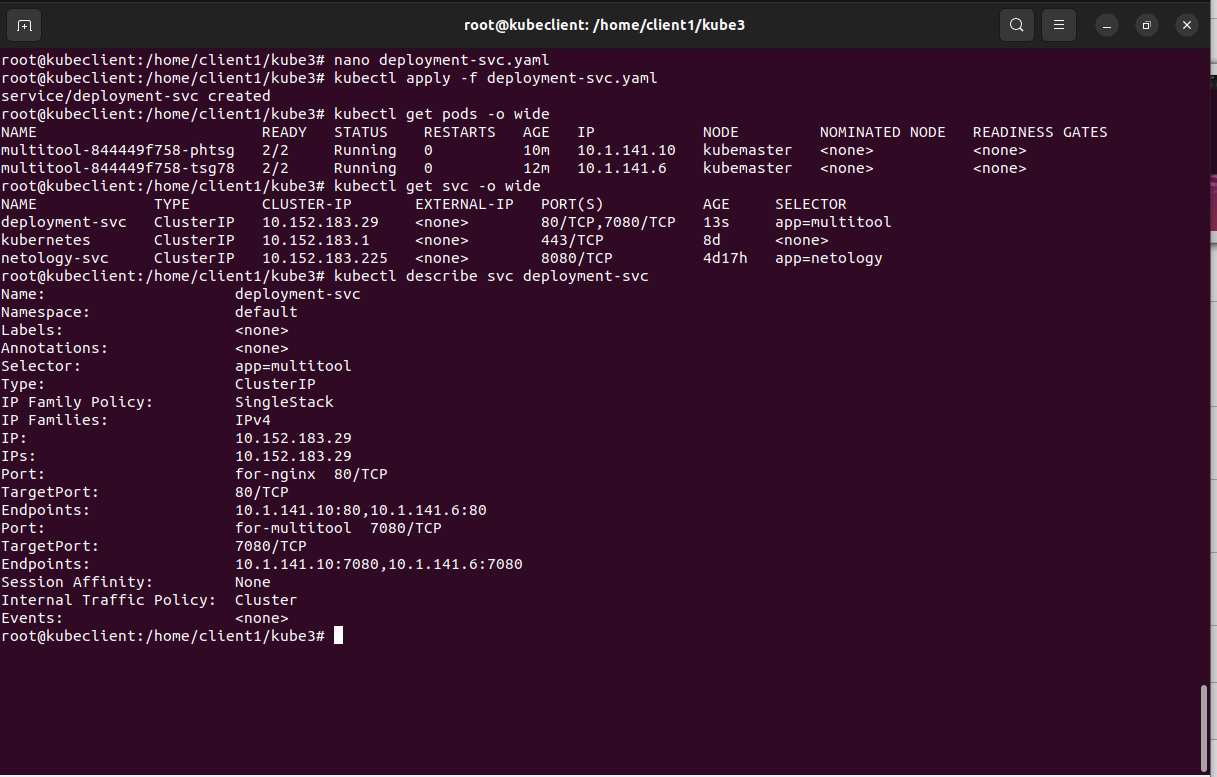 root@kubeclient: /home/client1/kube3
root@kubeclient:/home/client1/kube3# nano deployment-svc.yaml
root@kubeclient:/home/client1/kube3# kubectl apply -f deployment-svc.yaml
service/deployment-svc created
root@kubeclient:/home/client1/kube3# kubectl get pods -o wide
NAME                         READY   STATUS    RESTARTS   AGE   IP            NODE         NOMINATED NODE   READINESS GATES
multitool-844449f758-phtsg   2/2     Running   0          10m   10.1.141.10   kubemaster   <none>           <none>
multitool-844449f758-tsg78   2/2     Running   0          12m   10.1.141.6    kubemaster   <none>           <none>
root@kubeclient:/home/client1/kube3# kubectl get svc -o wide
NAME             TYPE        CLUSTER-IP       EXTERNAL-IP   PORT(S)           AGE     SELECTOR
deployment-svc   ClusterIP   10.152.183.29    <none>        80/TCP,7080/TCP   13s     app=multitool
kubernetes       ClusterIP   10.152.183.1     <none>        443/TCP           8d      <none>
netology-svc     ClusterIP   10.152.183.225   <none>        8080/TCP          4d17h   app=netology
root@kubeclient:/home/client1/kube3# kubectl describe svc deployment-svc
Name:                     deployment-svc
Namespace:                default
Labels:                   <none>
Annotations:              <none>
Selector:                 app=multitool
Type:                     ClusterIP
IP Family Policy:         SingleStack
IP Families:              IPv4
IP:                       10.152.183.29
IPs:                      10.152.183.29
Port:                     for-nginx  80/TCP
TargetPort:               80/TCP
Endpoints:                10.1.141.10:80,10.1.141.6:80
Port:                     for-multitool  7080/TCP
TargetPort:               7080/TCP
Endpoints:                10.1.141.10:7080,10.1.141.6:7080
Session Affinity:         None
Internal Traffic Policy:  Cluster
Events:                   <none>
root@kubeclient:/home/client1/kube3#